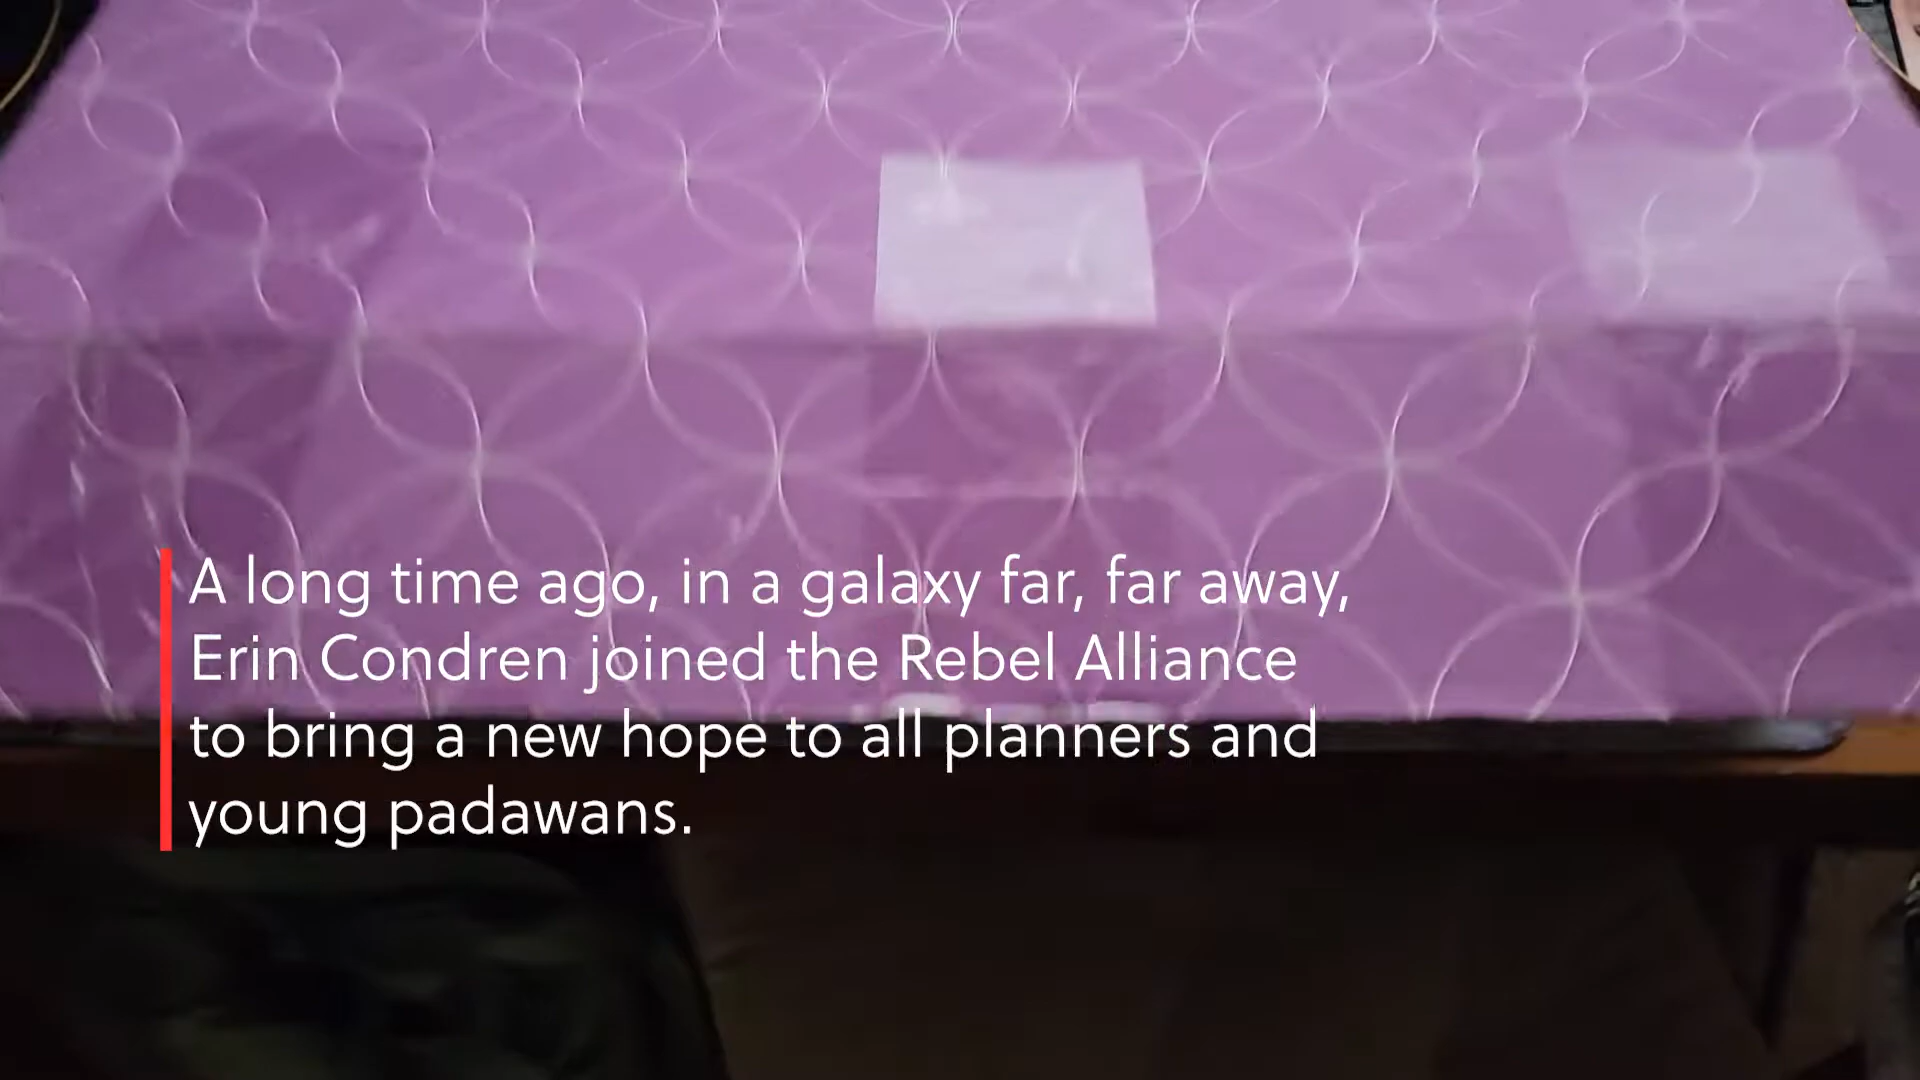 A long time ago, in a galaxy far, far away,
Erin Condren joined the Rebel Alliance
to bring a new hope to all planners and
young padawans.